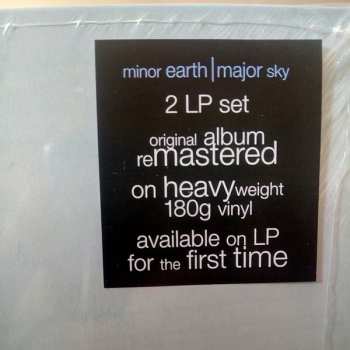 minor earth|major sky
2 LP set
original album
remastered
on heavyweight
180g vinyl
available on LP
for the first time